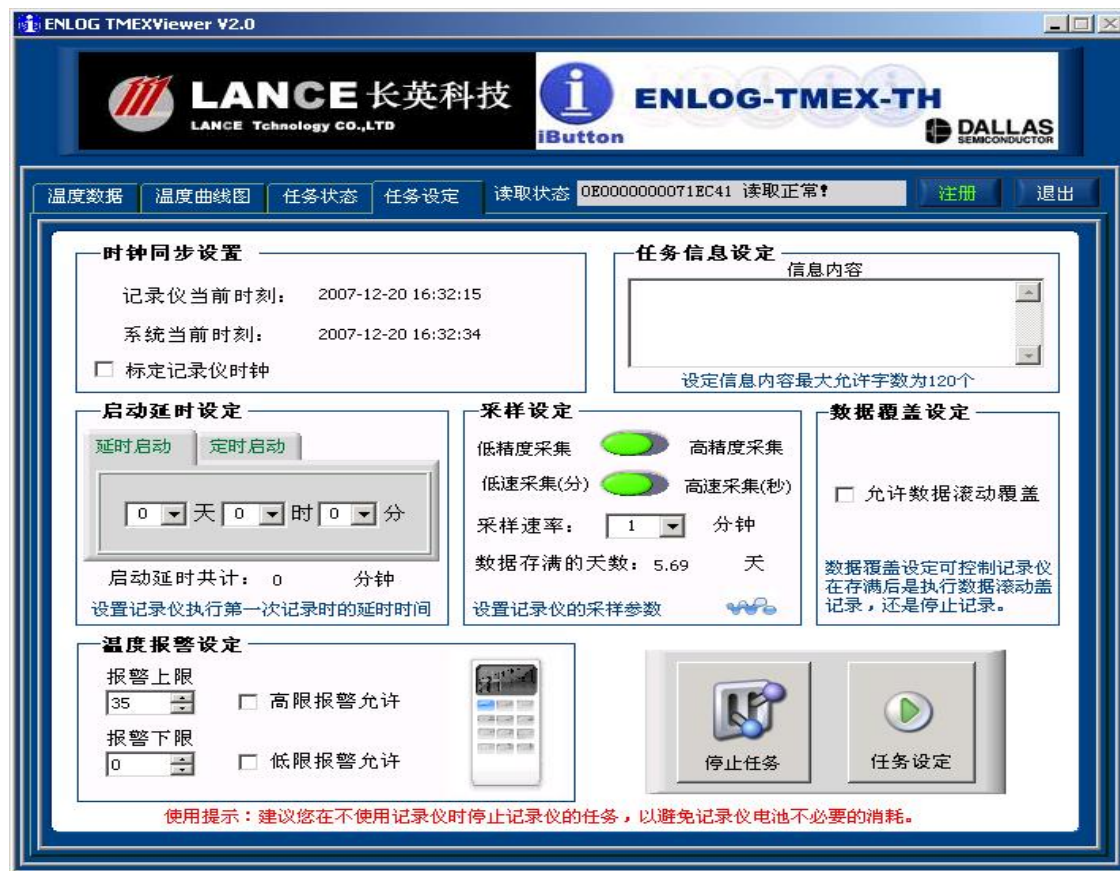 ENLOG TMEXViewer V2.0
LANCE 长英科技
LANCE Tchnology CO.,LTD
iButton
ENLOG-TMEX-TH
DALLAS
SEMICONDUCTOR
温度数据 温度曲线图 任务状态 任务设定 读取状态 0E0000000071EC41 读取正常! 注册 退出
时钟同步设置
记录仪当前时刻: 2007-12-20 16:32:15
系统当前时刻: 2007-12-20 16:32:34
标定记录仪时钟
任务信息设定
信息内容
设定信息内容最大允许字数为120个
启动延时设定
延时启动 定时启动
0 天 0 时 0 分
启动延时共计: 0 分钟
设置记录仪执行第一次记录时的延时时间
采样设定
低精度采集 高精度采集
低速采集(分) 高速采集(秒)
采样速率: 1 分钟
数据存满的天数: 5.69 天
设置记录仪的采样参数
数据覆盖设定
允许数据滚动覆盖
数据覆盖设定可控制记录仪
在存满后是执行数据滚动盖
记录,还是停止记录。
温度报警设定
报警上限
35 高限报警允许
报警下限
0 低限报警允许
停止任务 任务设定
使用提示:建议您在不使用记录仪时停止记录仪的任务,以避免记录仪电池不必要的消耗。